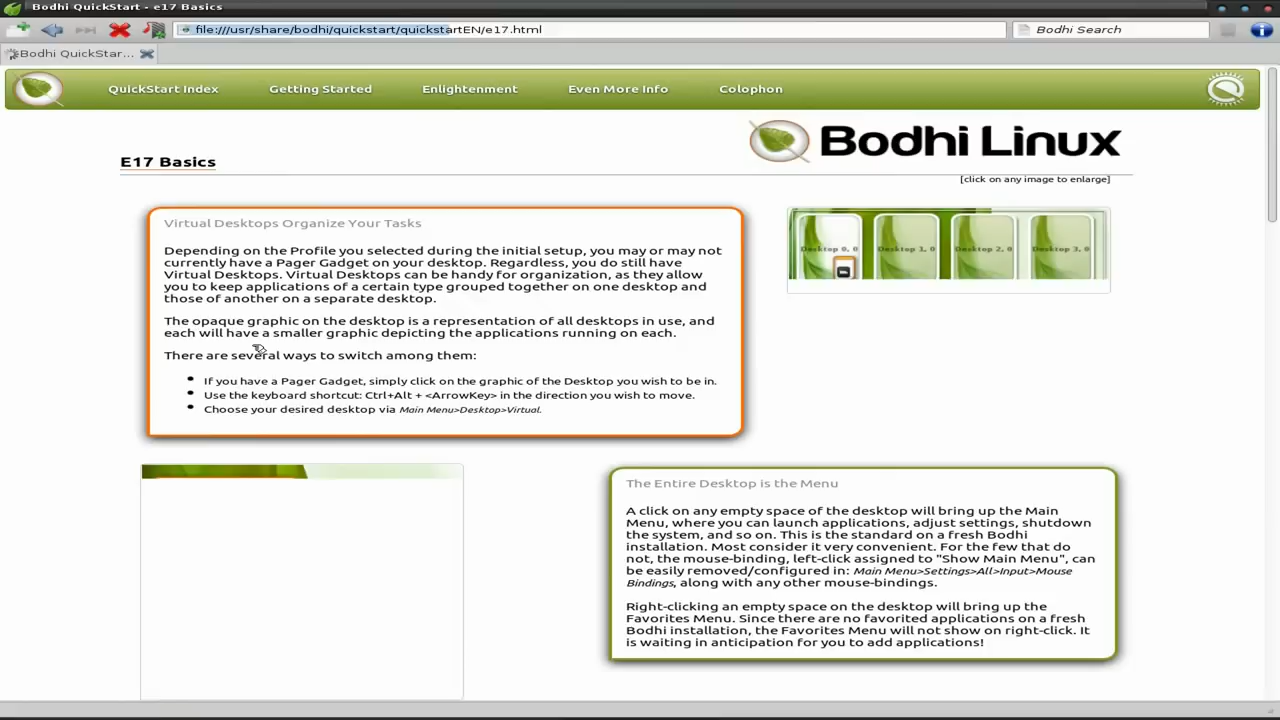 Bodhi QuickStart - e17 Basics
file:///usr/share/bodhi/quickstart/quickstartEN/e17.html
Bodhi Search
Bodhi QuickStar...
QuickStart Index Getting Started Enlightenment Even More Info Colophon
Bodhi Linux
E17 Basics
[click on any image to enlarge]
Virtual Desktops Organize Your Tasks
Depending on the Profile you selected during the initial setup, you may or may not
currently have a Pager Gadget on your desktop. Regardless, you do still have
Virtual Desktops. Virtual Desktops can be handy for organization, as they allow
you to keep applications of a certain type grouped together on one desktop and
those of another on a separate desktop.
The opaque graphic on the desktop is a representation of all desktops in use, and
each will have a smaller graphic depicting the applications running on each.
There are several ways to switch among them:
If you have a Pager Gadget, simply click on the graphic of the Desktop you wish to be in.
Use the keyboard shortcut: Ctrl+Alt + <ArrowKey> in the direction you wish to move.
Choose your desired desktop via Main Menu>Desktop>Virtual.
Desktop 0, 0 Desktop 1, 0 Desktop 2, 0 Desktop 3, 0
The Entire Desktop is the Menu
A click on any empty space of the desktop will bring up the Main
Menu, where you can launch applications, adjust settings, shutdown
the system, and so on. This is the standard on a fresh Bodhi
installation. Most consider it very convenient. For the few that do
not, the mouse-binding, left-click assigned to "Show Main Menu", can
be easily removed/configured in: Main Menu>Settings>All>Input>Mouse
Bindings, along with any other mouse-bindings.
Right-clicking an empty space on the desktop will bring up the
Favorites Menu. Since there are no favorited applications on a fresh
Bodhi installation, the Favorites Menu will not show on right-click. It
is waiting in anticipation for you to add applications!